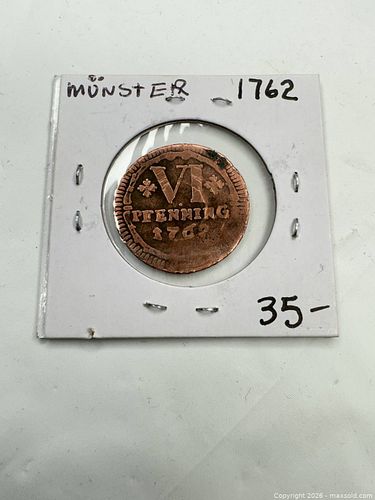 MÜNSTER 1762
VI
PFENNING
1762
35-
Copyright 2026 - maxsold.com